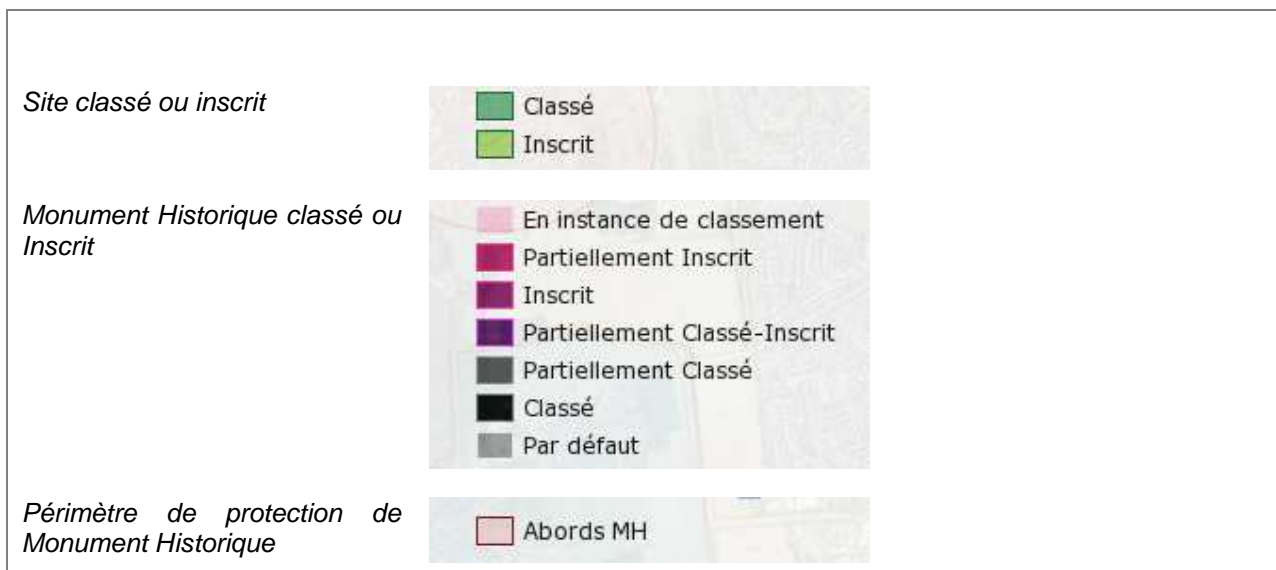 Site classé ou inscrit
Classé
Inscrit
Monument Historique classé ou
Inscrit
En instance de classement
Partiellement Inscrit
Inscrit
Partiellement Classé-Inscrit
Partiellement Classé
Classé
Par défaut
Périmètre de protection de
Monument Historique
Abords MH